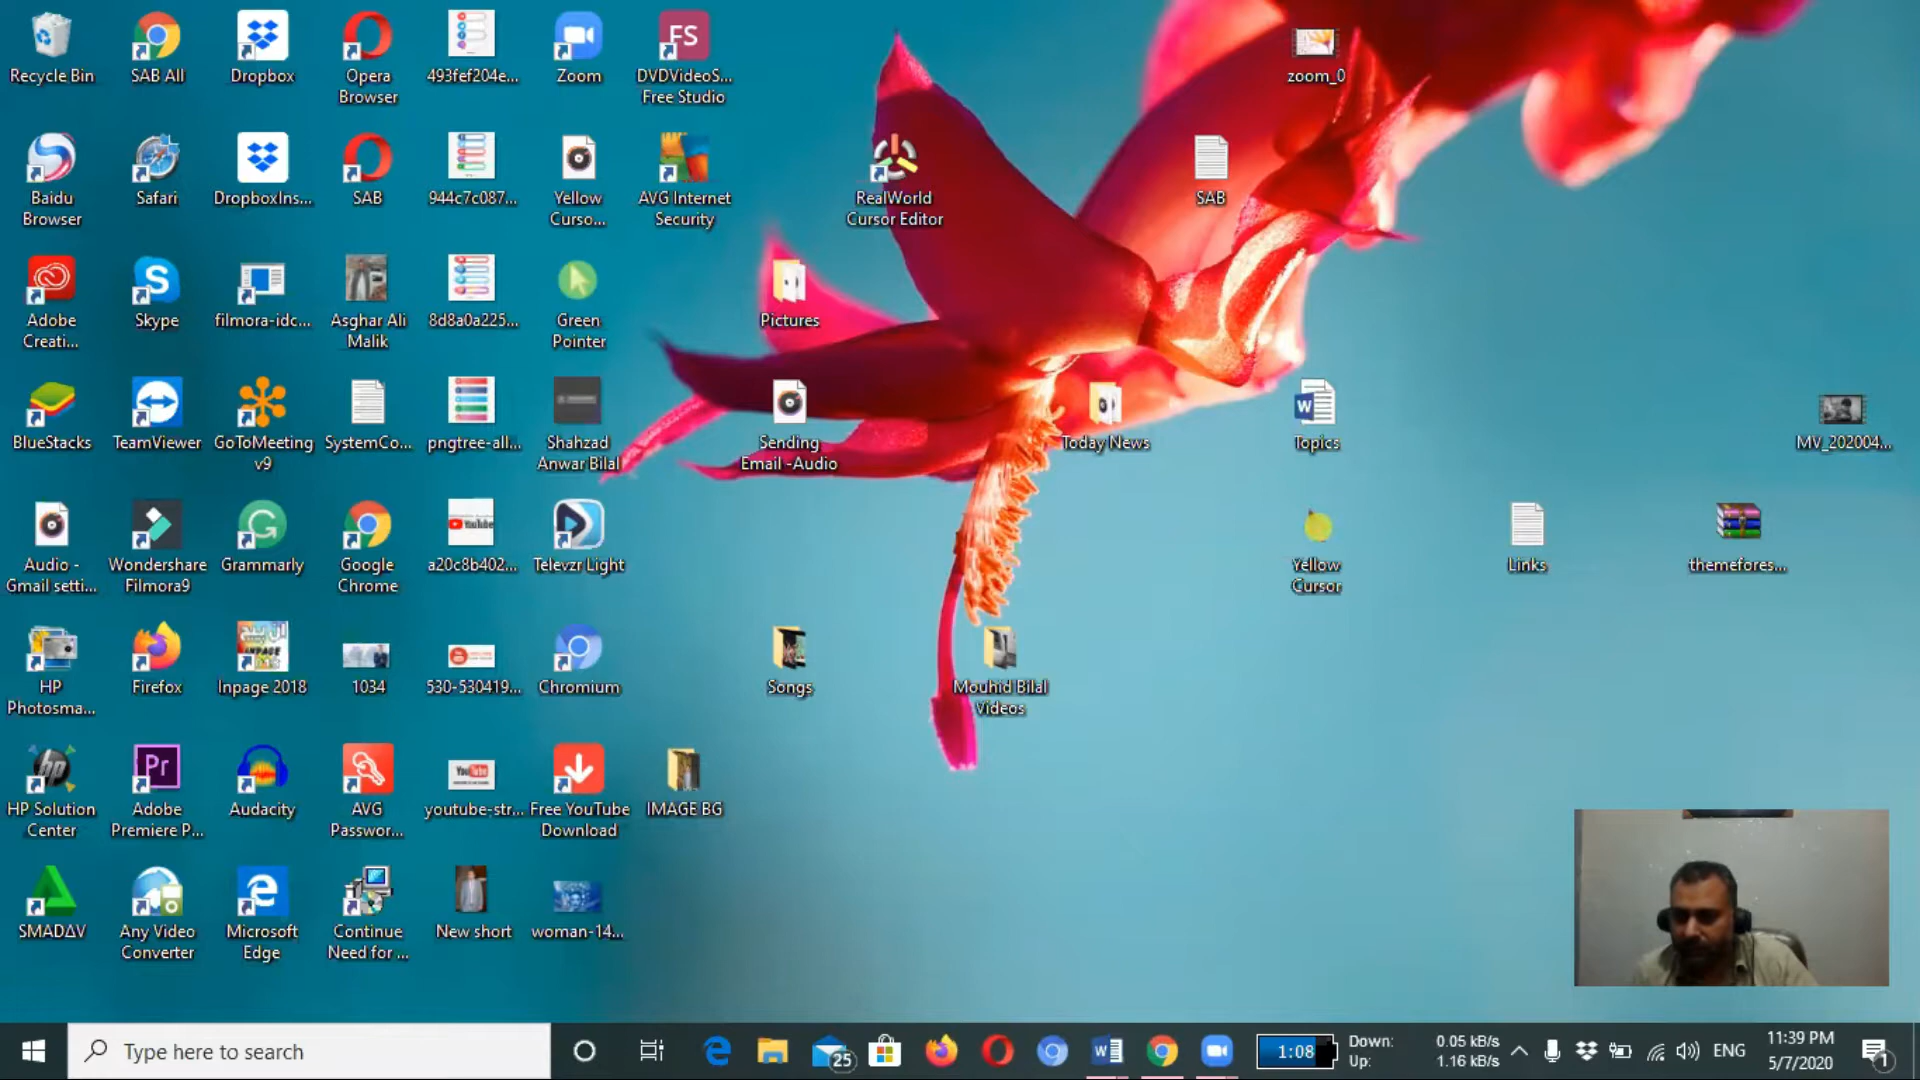 Recycle Bin
SAB All
Dropbox
Opera
Browser
493fef204e...
Zoom
DVDVideoS...
Free Studio
zoom_0
Baidu
Browser
Safari
DropboxIns...
SAB
944c7c087...
Yellow
Curso...
AVG Internet
Security
RealWorld
Cursor Editor
SAB
Adobe
Creati...
Skype
filmora-idc...
Asghar Ali
Malik
8d8a0a225...
Green
Pointer
Pictures
BlueStacks
TeamViewer
GoToMeeting
v9
SystemCo...
pngtree-all...
Shahzad
Anwar Bilal
Sending
Email -Audio
Today News
Topics
MV_202004...
Audio -
Gmail setti...
Wondershare
Filmora9
Grammarly
Google
Chrome
a20c8b402...
Televzr Light
Yellow
Cursor
Links
themefores...
HP
Photosma...
Firefox
Inpage 2018
1034
530-530419...
Chromium
Songs
Mouhid Bilal
Videos
HP Solution
Center
Adobe
Premiere P...
Audacity
AVG
Passwor...
youtube-str...
Free YouTube
Download
IMAGE BG
SMADΔV
Any Video
Converter
Microsoft
Edge
Continue
Need for ...
New short
woman-14...
Type here to search
25
1:08
Down:
0.05 kB/s
Up:
1.16 kB/s
ENG
11:39 PM
5/7/2020
1